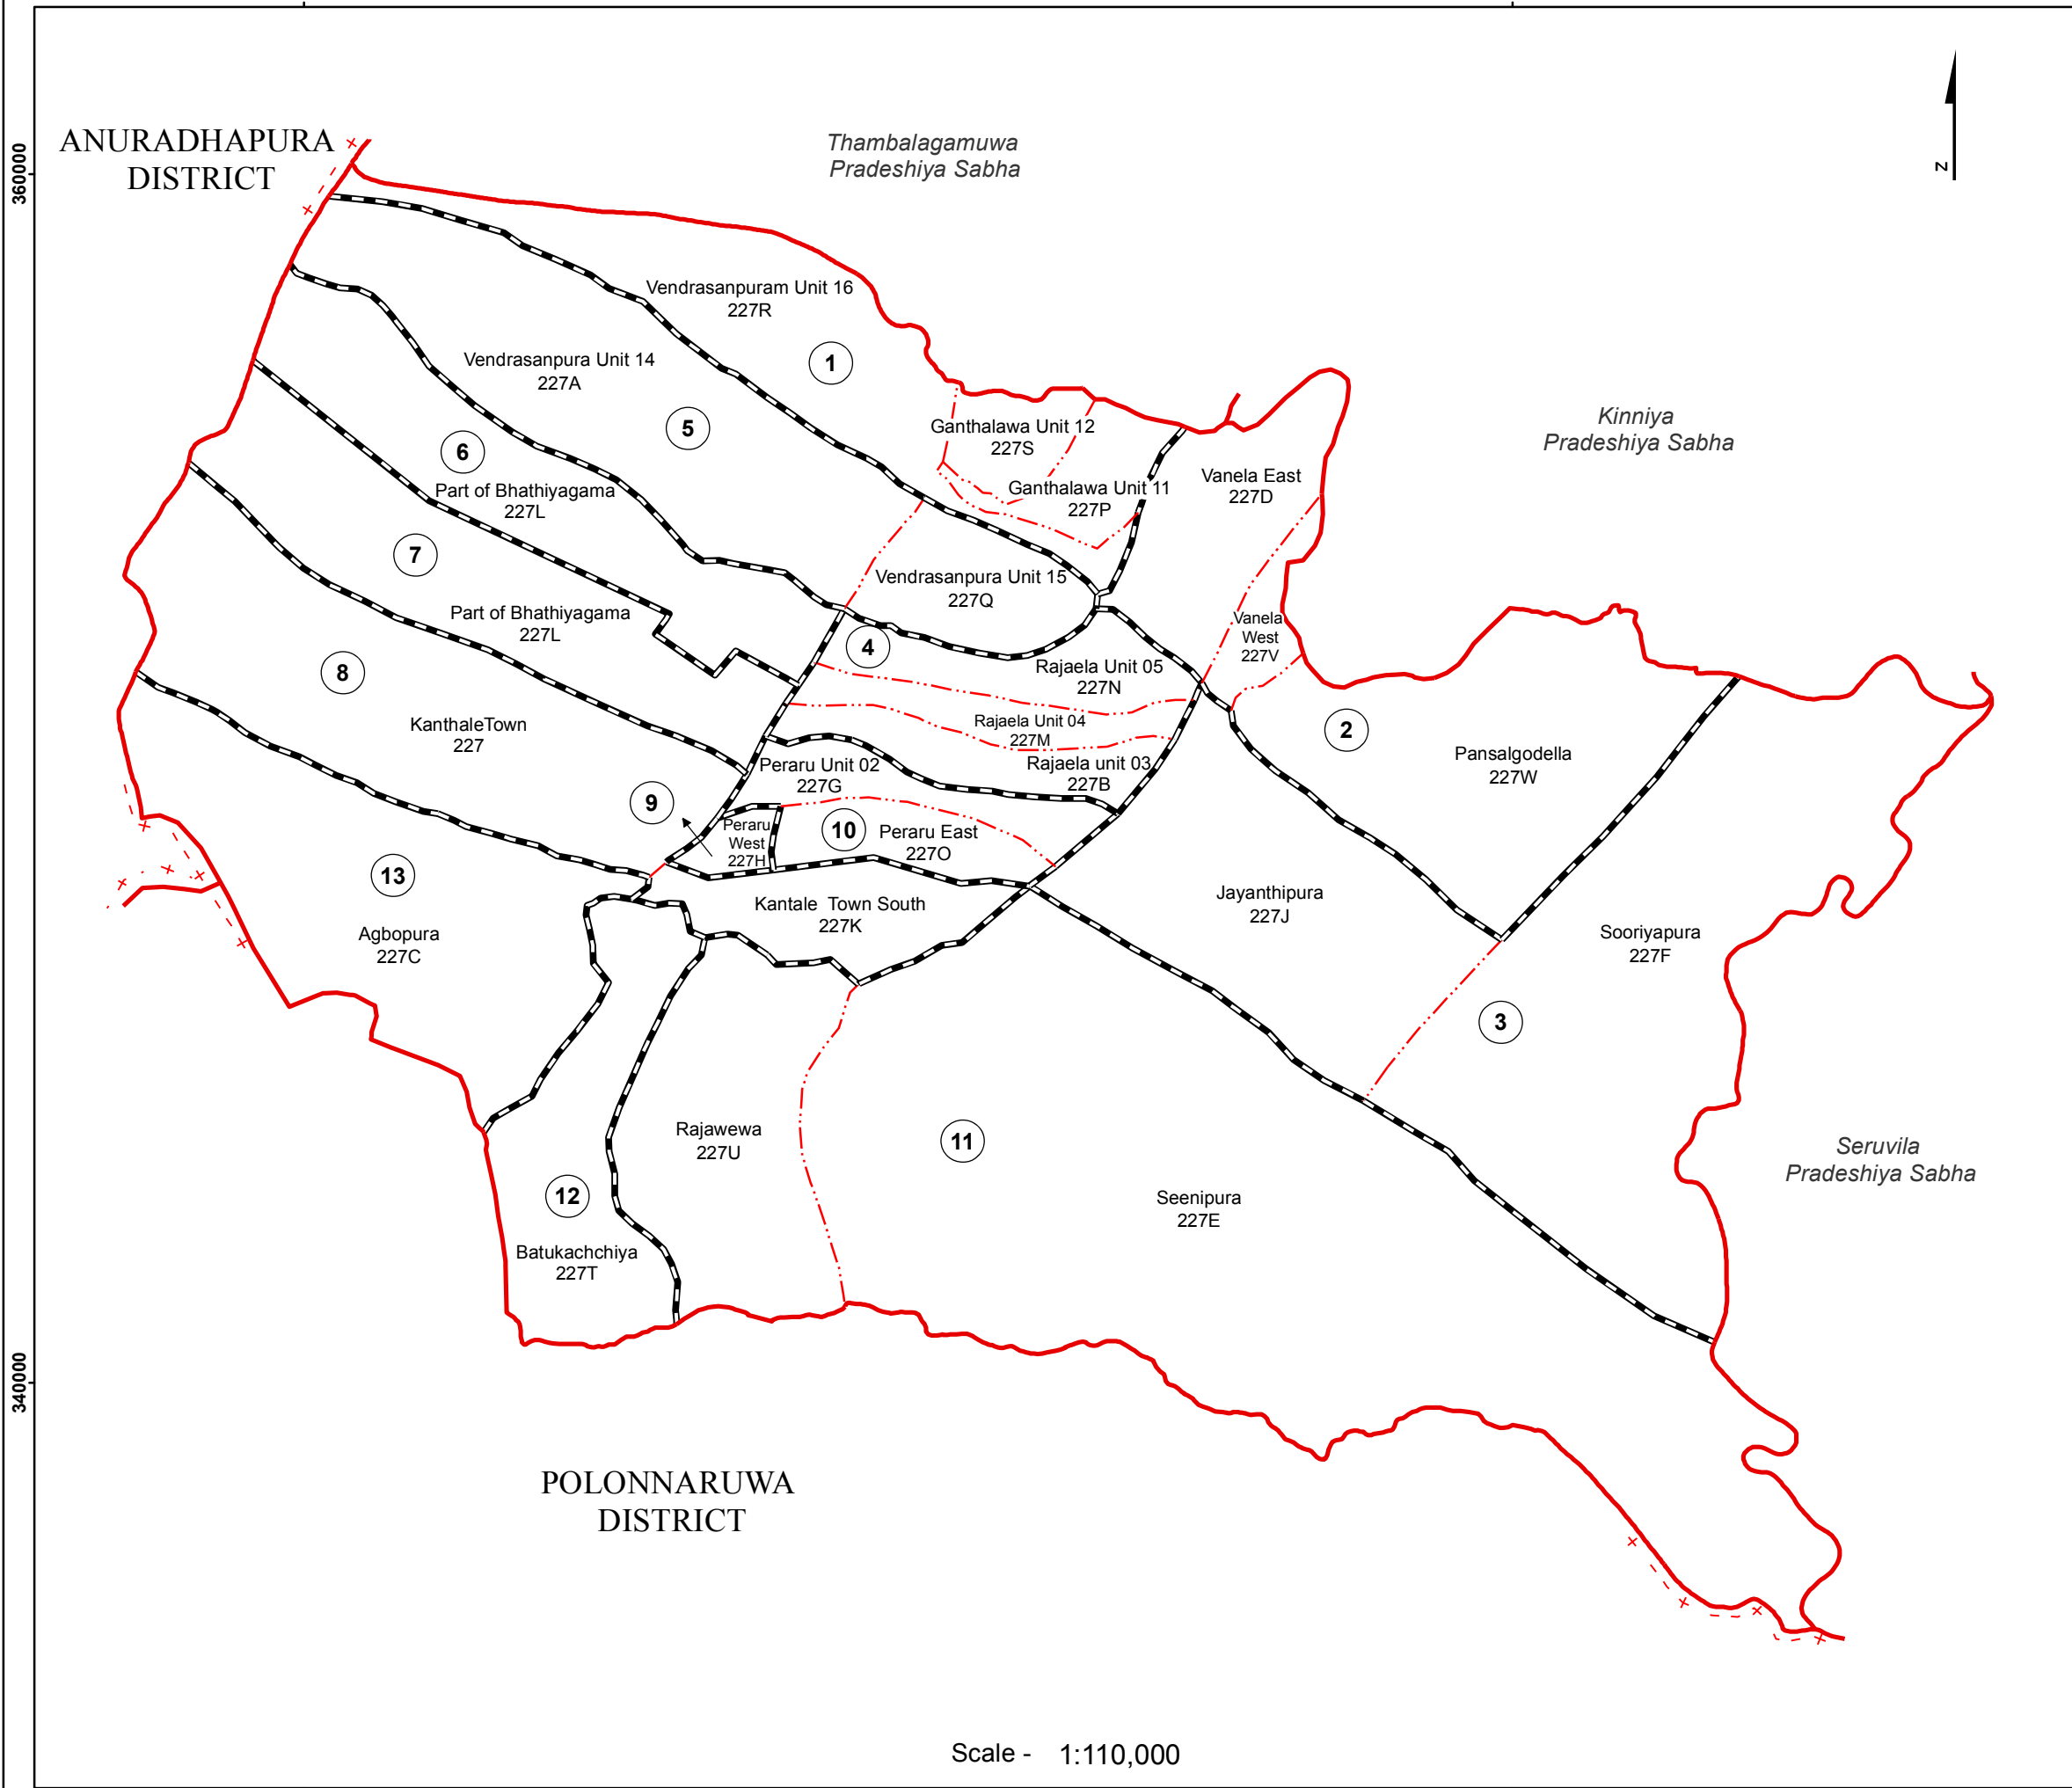 ANURADHAPURA
DISTRICT
Thambalagamuwa
Pradeshiya Sabha
N
360000
Vendrasanpuram Unit 16
227R
1
Vendrasanpura Unit 14
227A
5
Kinniya
Pradeshiya Sabha
Ganthalawa Unit 12
227S
6
Vanela East
227D
Part of Bhathiyagama
227L
Ganthalawa Unit 11
227P
7
Vendrasanpura Unit 15
227Q
Part of Bhathiyagama
227L
Vanela
West
227V
4
8
Rajaela Unit 05
227N
KanthaleTown
227
Rajaela Unit 04
227M
2
Pansalgodella
227W
Peraru Unit 02
227G
Rajaela unit 03
227B
9
Peraru
West
227H
10
Peraru East
227O
13
Jayanthipura
227J
Kantale Town South
227K
Agbopura
227C
Sooriyapura
227F
3
Rajawewa
227U
11
Seruvila
Pradeshiya Sabha
12
Seenipura
227E
Batukachchiya
227T
340000
POLONNARUWA
DISTRICT
Scale - 1:110,000